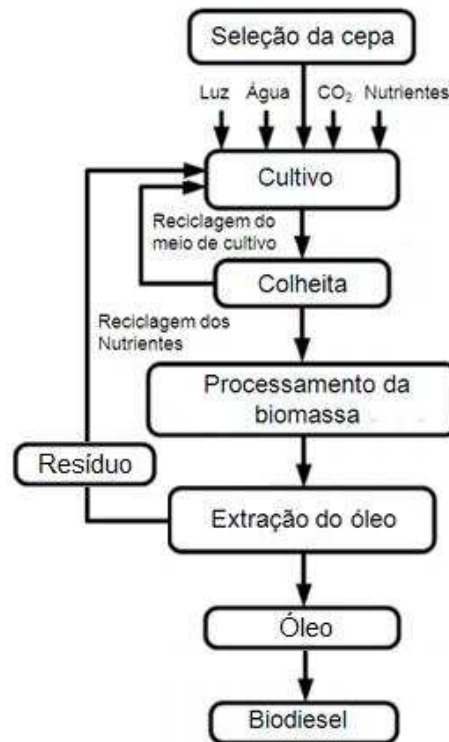 Seleção da cepa
Luz Água CO₂ Nutrientes
Cultivo
Reciclagem do
meio de cultivo
Colheita
Reciclagem dos
Nutrientes
Processamento da
biomassa
Resíduo
Extração do óleo
Óleo
Biodiesel